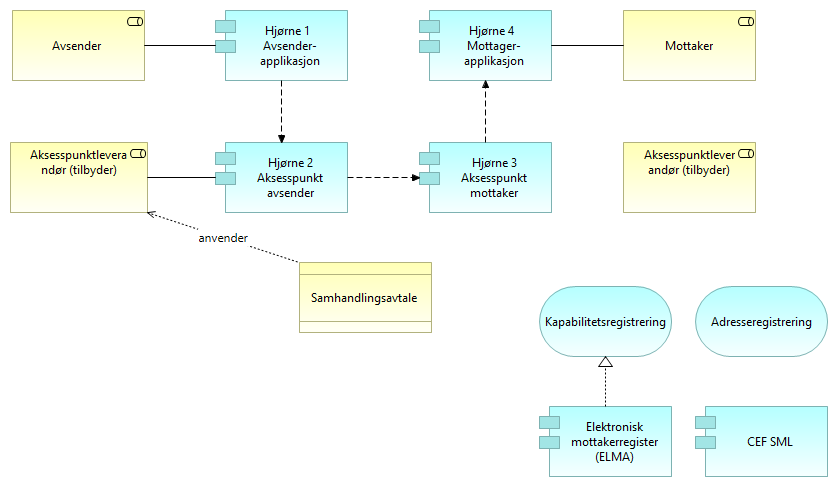 Avsender
Hjørne 1
Avsender-
applikasjon
Hjørne 4
Mottager-
applikasjon
Mottaker
Aksesspunktlevera
ndør (tilbyder)
Hjørne 2
Aksesspunkt
avsender
Hjørne 3
Aksesspunkt
mottaker
Aksesspunktlever
andør (tilbyder)
anvender
Samhandlingsavtale
Kapabilitetsregistrering
Adresseregistrering
Elektronisk
mottakerregister
(ELMA)
CEF SML